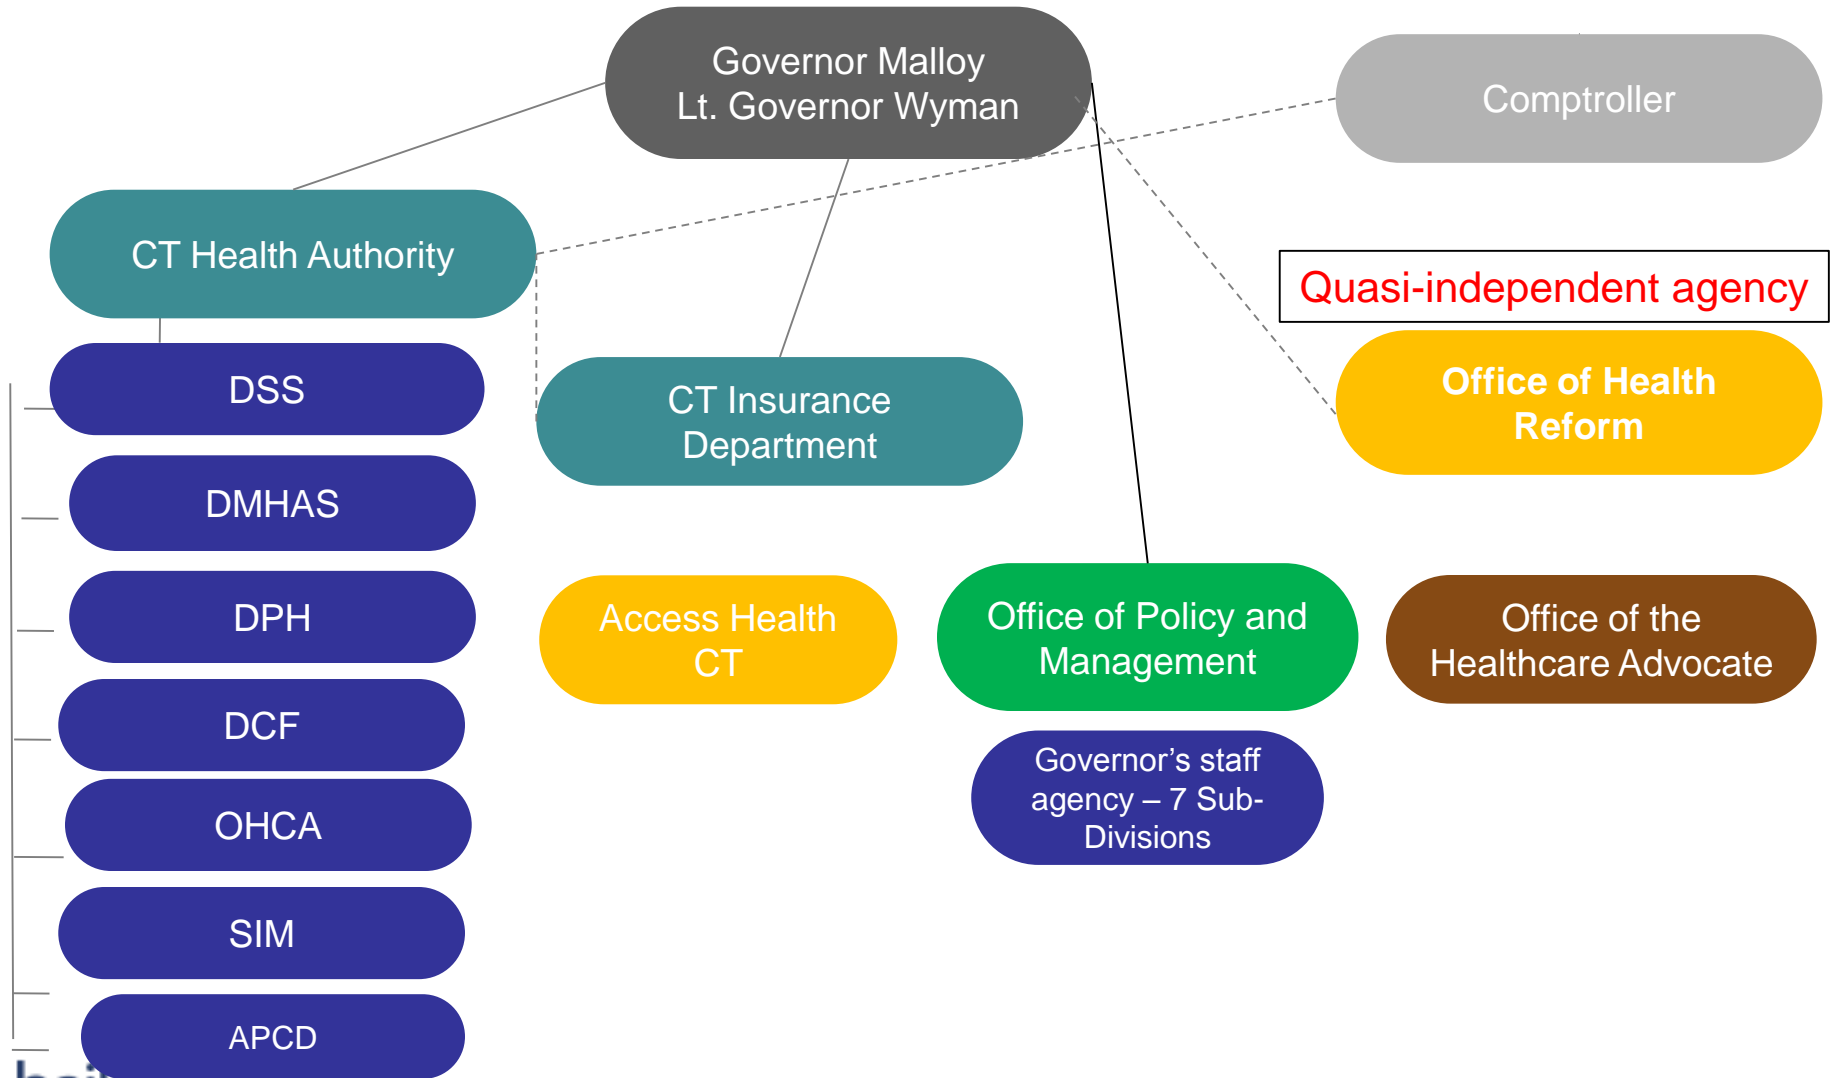 Governor Malloy
Lt. Governor Wyman
Comptroller
CT Health Authority
Quasi-independent agency
DSS
CT Insurance
Department
Office of Health
Reform
DMHAS
DPH
Access Health
CT
Office of Policy and
Management
Office of the
Healthcare Advocate
DCF
Governor’s staff
agency – 7 Sub-
Divisions
OHCA
SIM
APCD